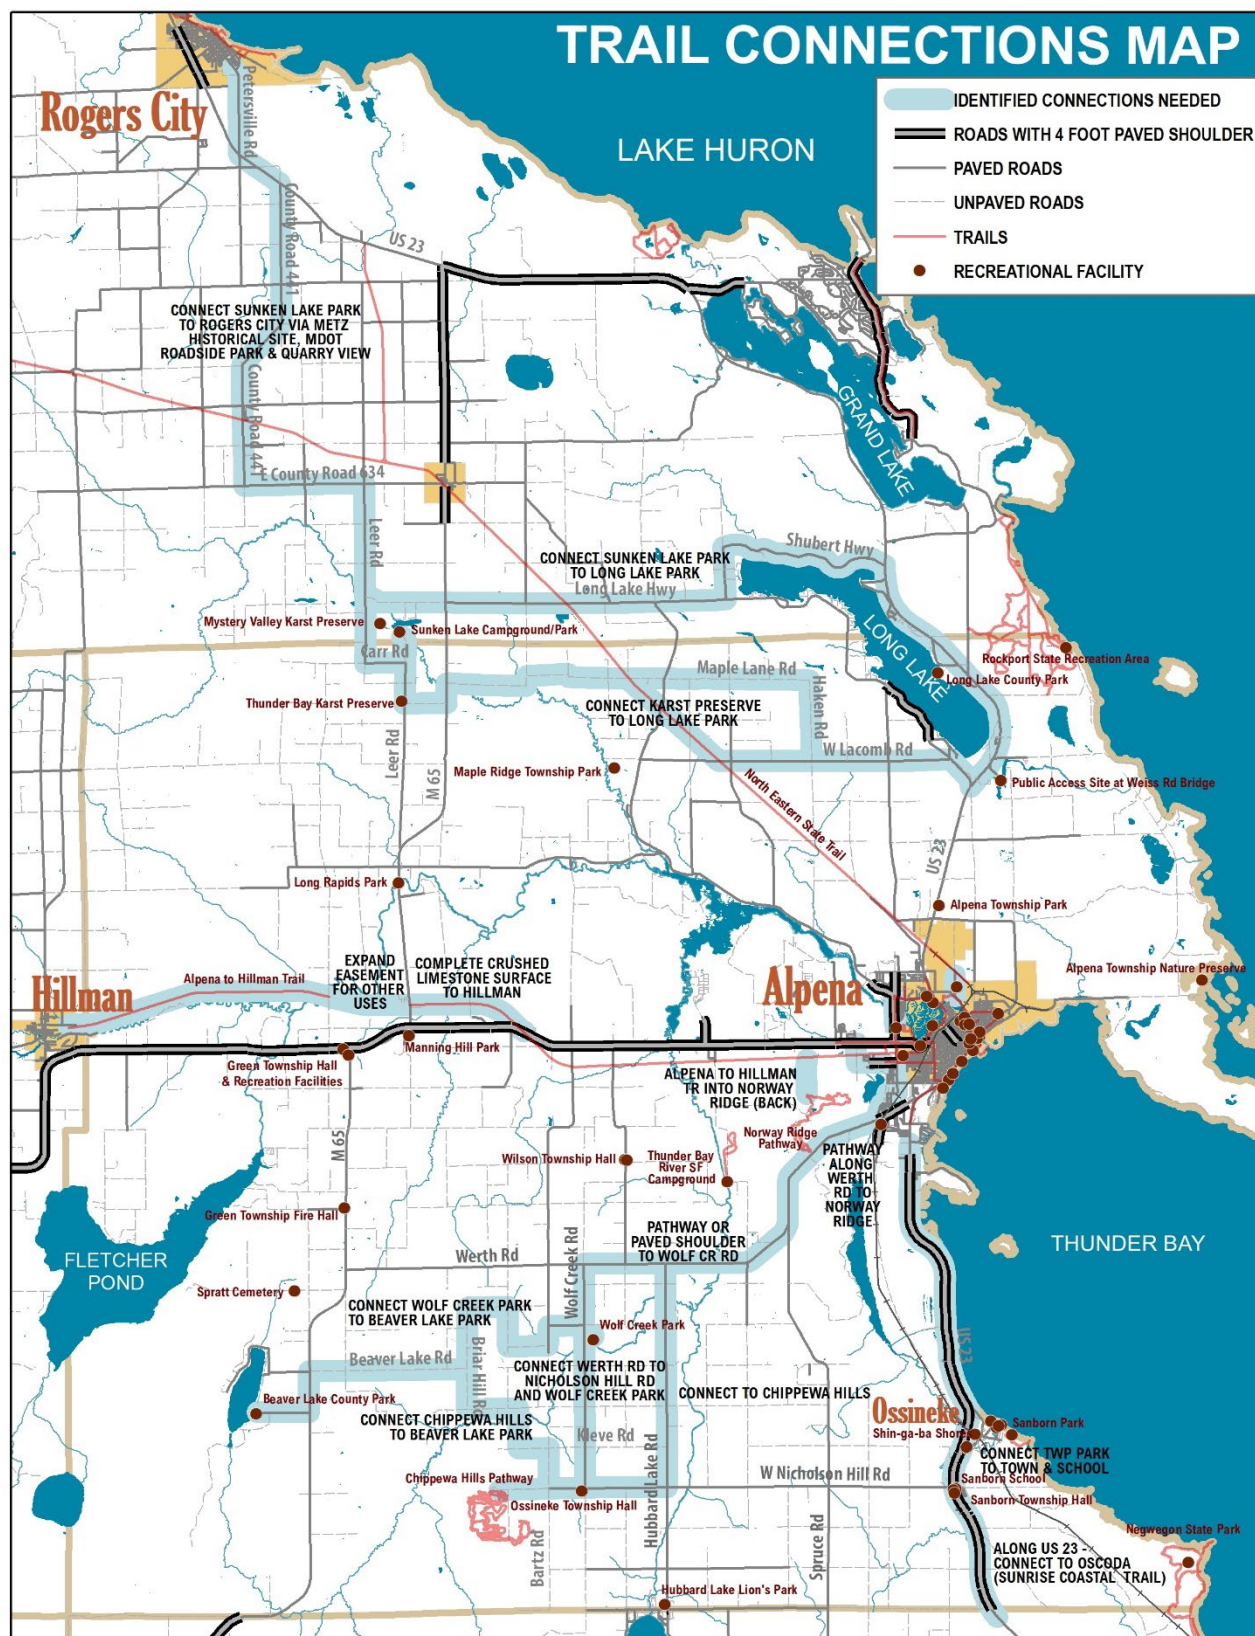 TRAIL CONNECTIONS MAP
IDENTIFIED CONNECTIONS NEEDED
ROADS WITH 4 FOOT PAVED SHOULDER
PAVED ROADS
UNPAVED ROADS
TRAILS
RECREATIONAL FACILITY
LAKE HURON
Rogers City
Petersville Rd
County Road 441
US 23
CONNECT SUNKEN LAKE PARK
TO ROGERS CITY VIA METZ
HISTORICAL SITE, MDOT
ROADSIDE PARK & QUARRY VIEW
County Road 441
E County Road 634
GRAND LAKE
Leer Rd
CONNECT SUNKEN LAKE PARK
TO LONG LAKE PARK
Shubert Hwy
Long Lake Hwy
Mystery Valley Karst Preserve
Sunken Lake Campground/Park
Carr Rd
LONG LAKE
Rockport State Recreation Area
Long Lake County Park
Maple Lane Rd
Haken Rd
Thunder Bay Karst Preserve
CONNECT KARST PRESERVE
TO LONG LAKE PARK
Leer Rd
M 65
W Lacomb Rd
Maple Ridge Township Park
North Eastern State Trail
Public Access Site at Weiss Rd Bridge
US 23
Long Rapids Park
Alpena Township Park
Hillman
Alpena to Hillman Trail
EXPAND
EASEMENT
FOR OTHER
USES
COMPLETE CRUSHED
LIMESTONE SURFACE
TO HILLMAN
Alpena
Alpena Township Nature Preserve
Manning Hill Park
Green Township Hall
& Recreation Facilities
ALPENA TO HILLMAN
TR INTO NORWAY
RIDGE (BACK)
Norway Ridge
Pathway
M 65
Wilson Township Hall
Thunder Bay
River SF
Campground
PATHWAY
ALONG
WERTH
RD TO
NORWAY
RIDGE
Green Township Fire Hall
FLETCHER
POND
PATHWAY OR
PAVED SHOULDER
TO WOLF CR RD
THUNDER BAY
Werth Rd
Wolf Creek Rd
Spratt Cemetery
CONNECT WOLF CREEK PARK
TO BEAVER LAKE PARK
Wolf Creek Park
US 23
Beaver Lake Rd
Briar Hill Rd
CONNECT WERTH RD TO
NICHOLSON HILL RD
AND WOLF CREEK PARK
CONNECT TO CHIPPEWA HILLS
Beaver Lake County Park
CONNECT CHIPPEWA HILLS
TO BEAVER LAKE PARK
Kleve Rd
Hubbard Lake Rd
Ossineke
Sanborn Park
Shin-ga-ba Shores
CONNECT TWP PARK
TO TOWN & SCHOOL
Chippewa Hills Pathway
W Nicholson Hill Rd
Sanborn School
Ossineke Township Hall
Sanborn Township Hall
Bartz Rd
Spruce Rd
Negwegon State Park
ALONG US 23 -
CONNECT TO OSCODA
(SUNRISE COASTAL TRAIL)
Hubbard Lake Lion's Park